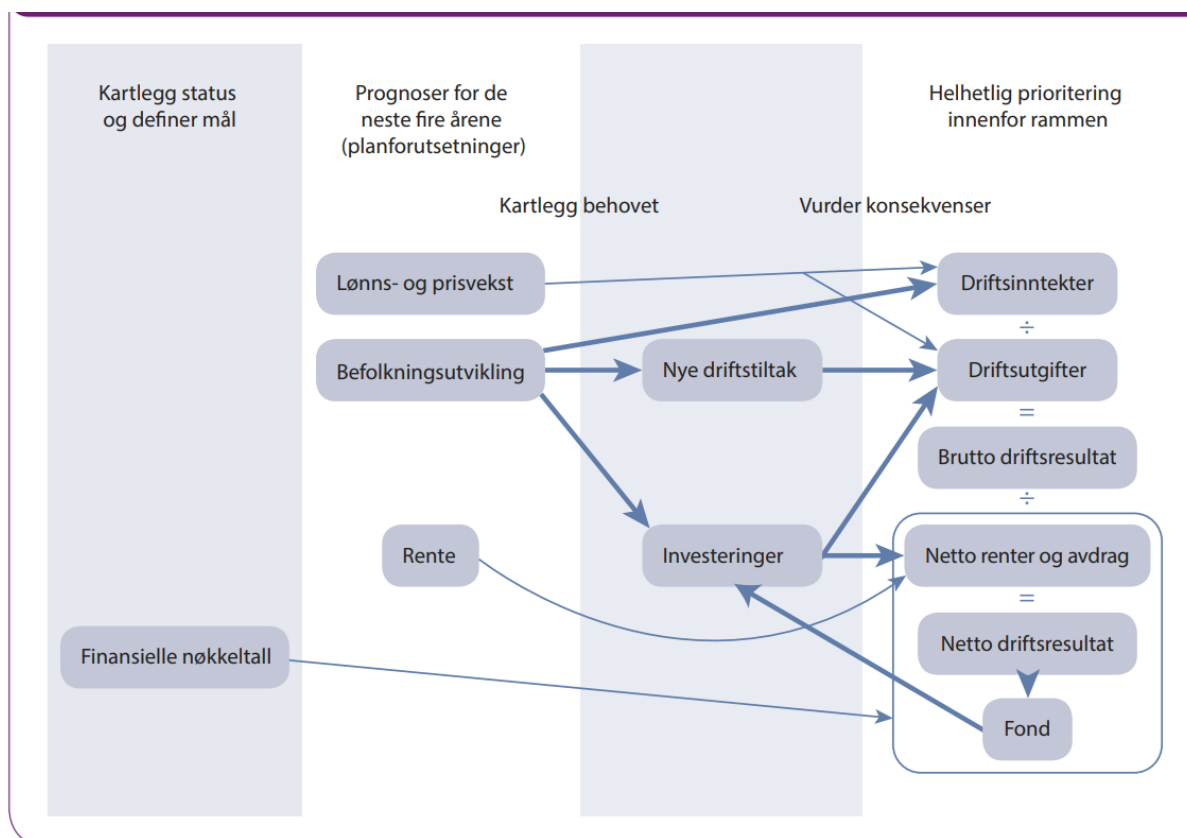 Kartlegg status
og definer mål
Prognoser for de
neste fire årene
(planforutsetninger)
Helhetlig prioritering
innenfor rammen
Kartlegg behovet
Vurder konsekvenser
Lønns- og prisvekst
Driftsinntekter
÷
Befolkningsutvikling
Nye driftstiltak
Driftsutgifter
=
Brutto driftsresultat
÷
Rente
Investeringer
Netto renter og avdrag
=
Finansielle nøkkeltall
Netto driftsresultat
Fond